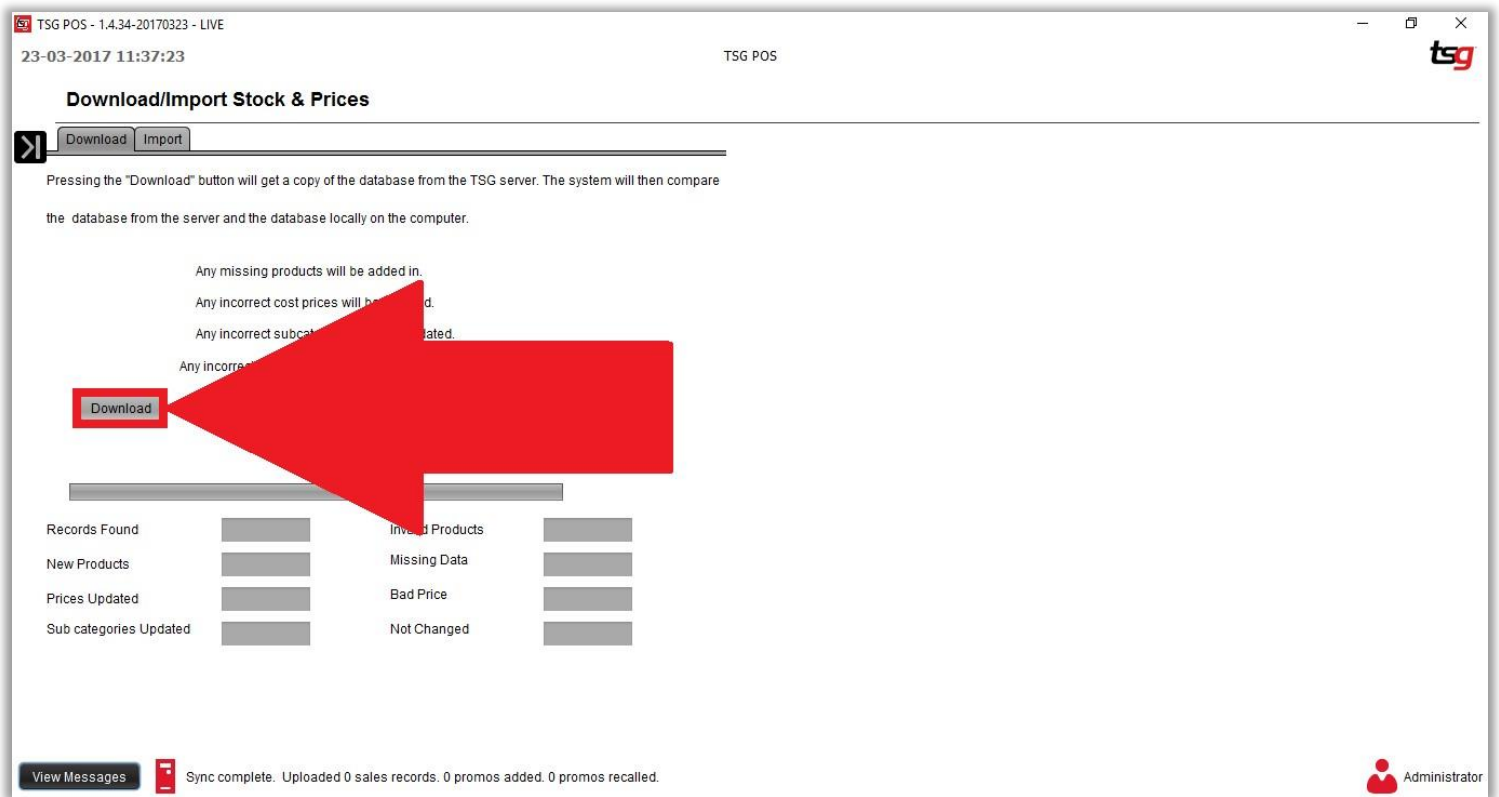 TSG POS - 1.4.34-20170323 - LIVE
23-03-2017 11:37:23
TSG POS
tsg
Download/Import Stock & Prices
Download Import
Pressing the "Download" button will get a copy of the database from the TSG server. The system will then compare
the database from the server and the database locally on the computer.
Any missing products will be added in.
Any incorrect cost prices will be
Any incorrect
Any
Download
Records Found
Products
New Products
Missing Data
Prices Updated
Bad Price
Sub categories Updated
Not Changed
View Messages
Sync complete. Uploaded 0 sales records. 0 promos added. 0 promos recalled.
Administrator